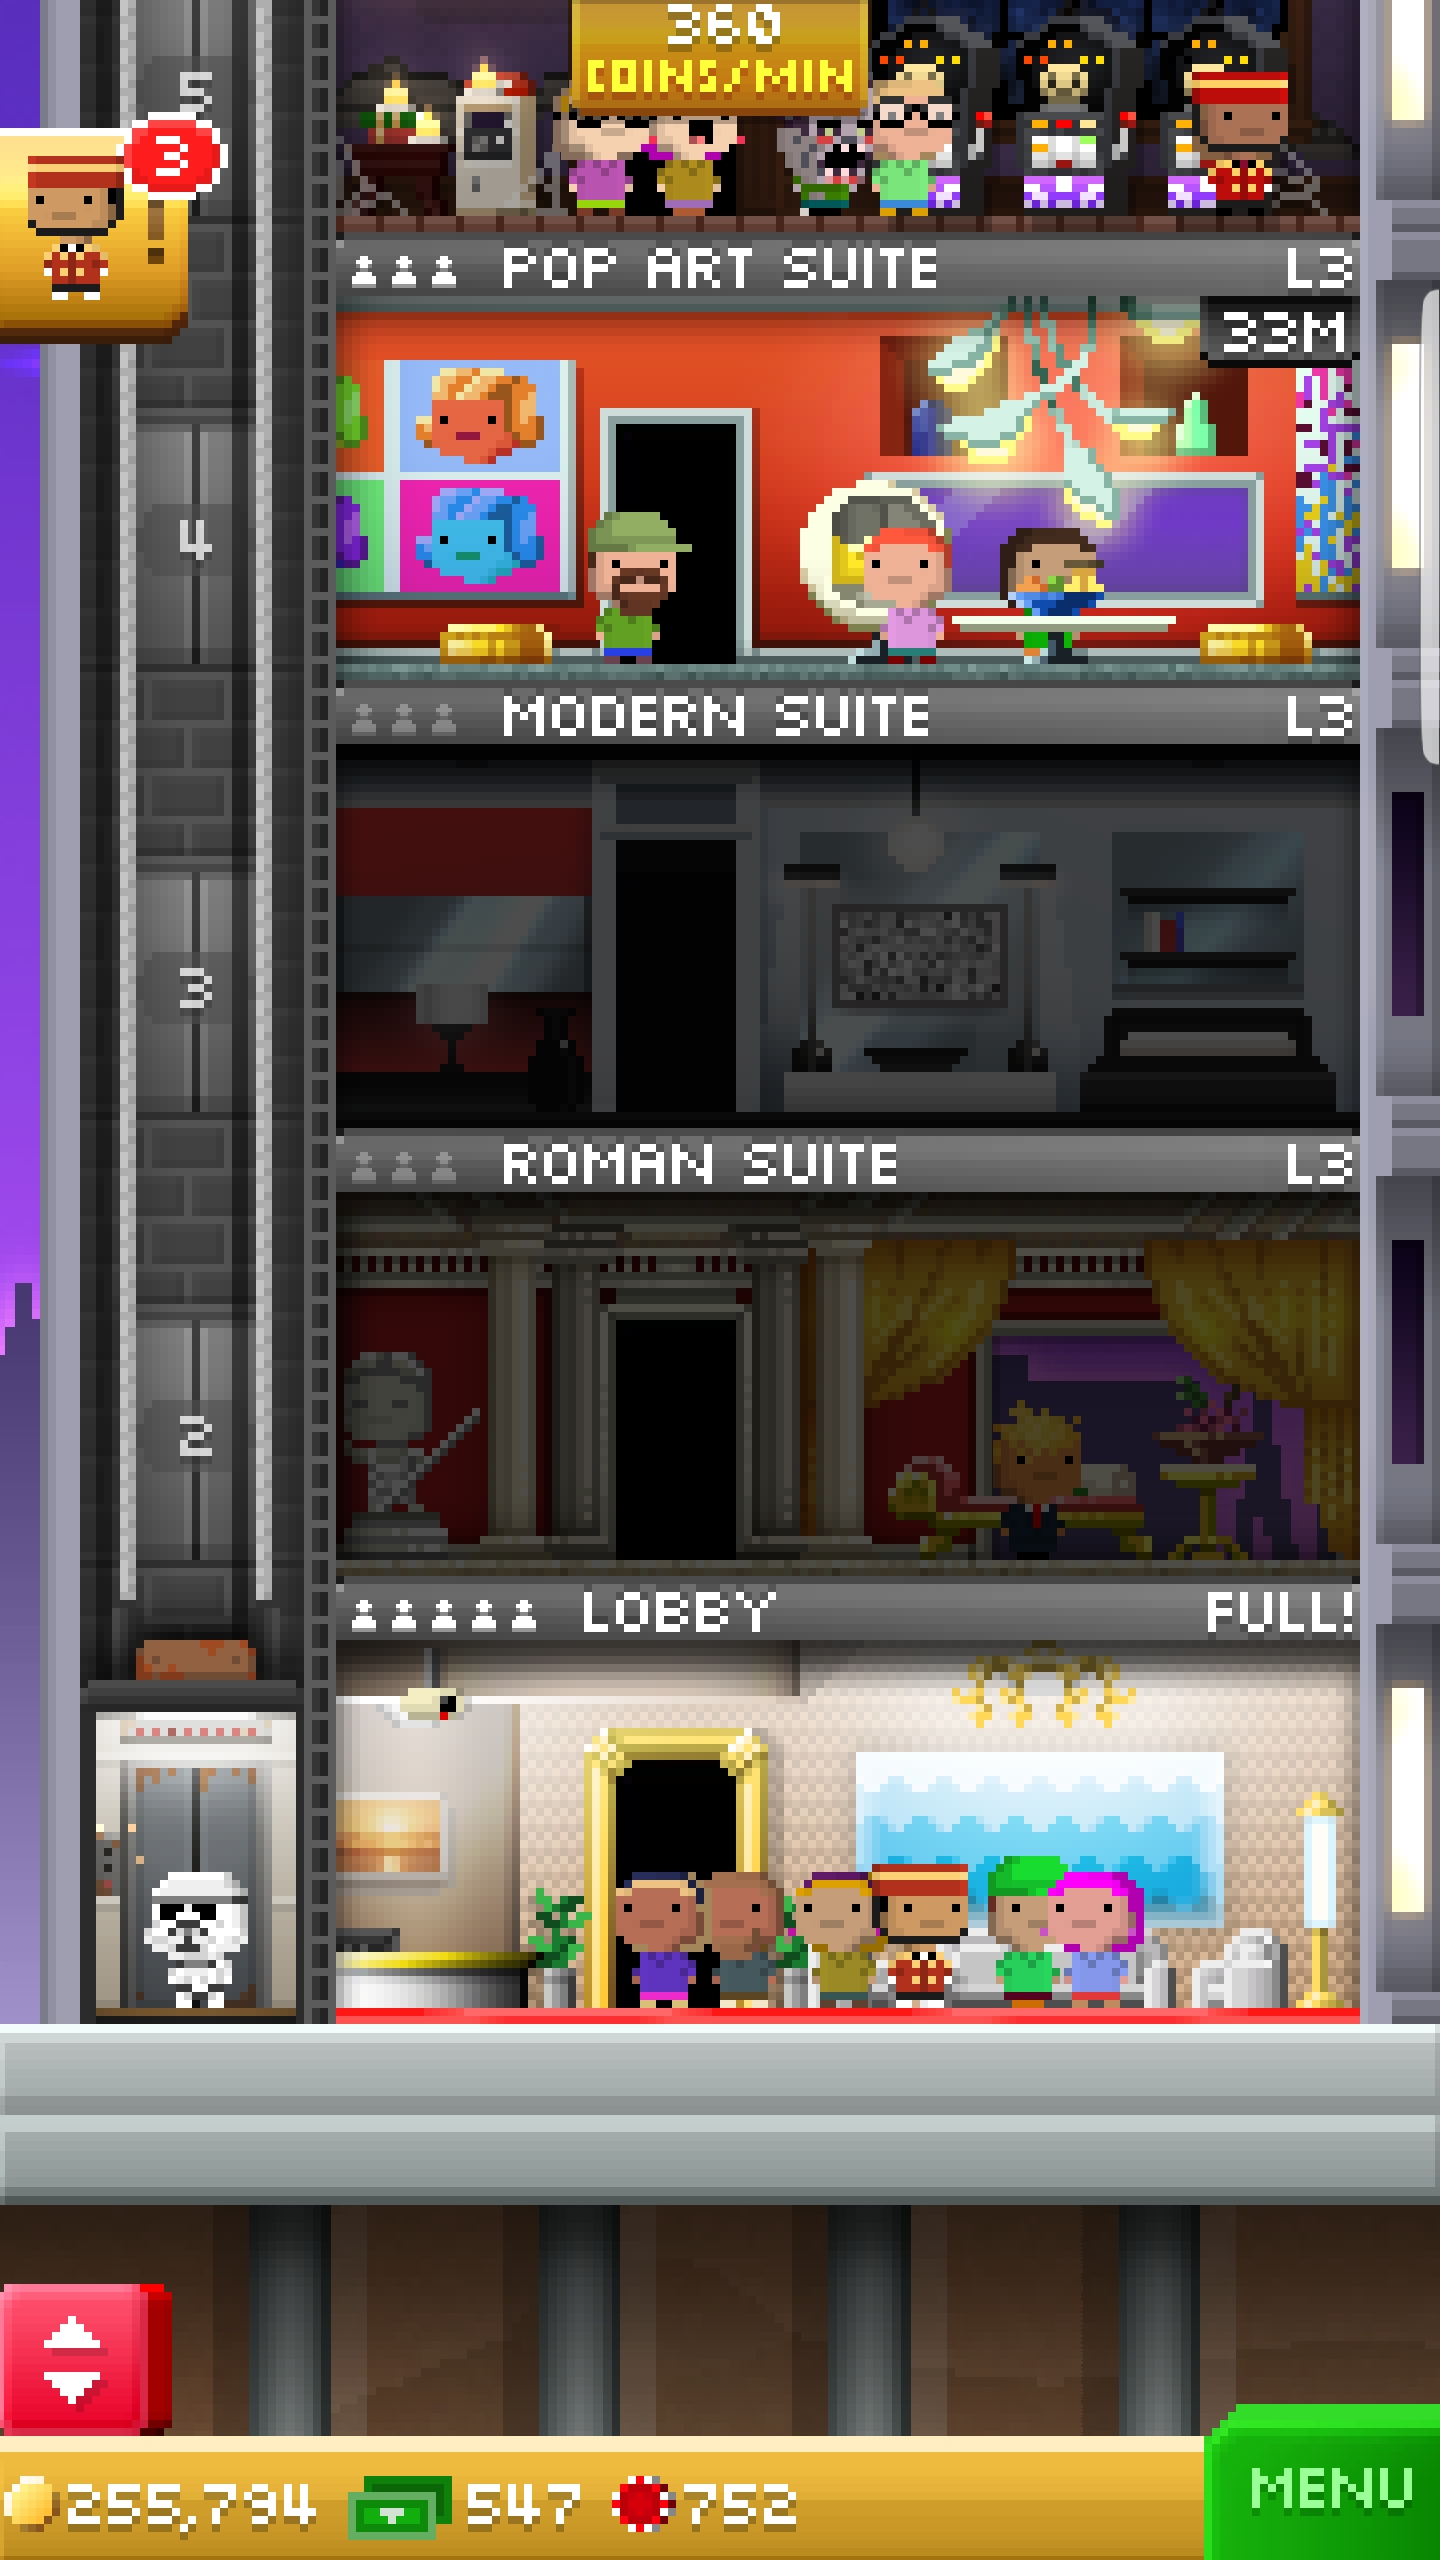 360
COINS/MIN
5
3
POP ART SUITE L3
33M
4
MODERN SUITE L3
3
ROMAN SUITE L3
2
LOBBY FULL!
255,794 547 752
MENU